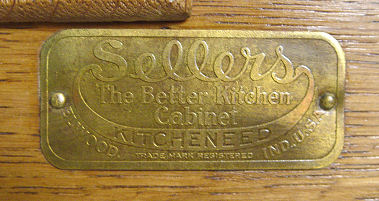 Sellers
The Better Kitchen
Cabinet
KITCHENEED
ELWOOD, IND., U.S.A.
TRADE MARK REGISTERED